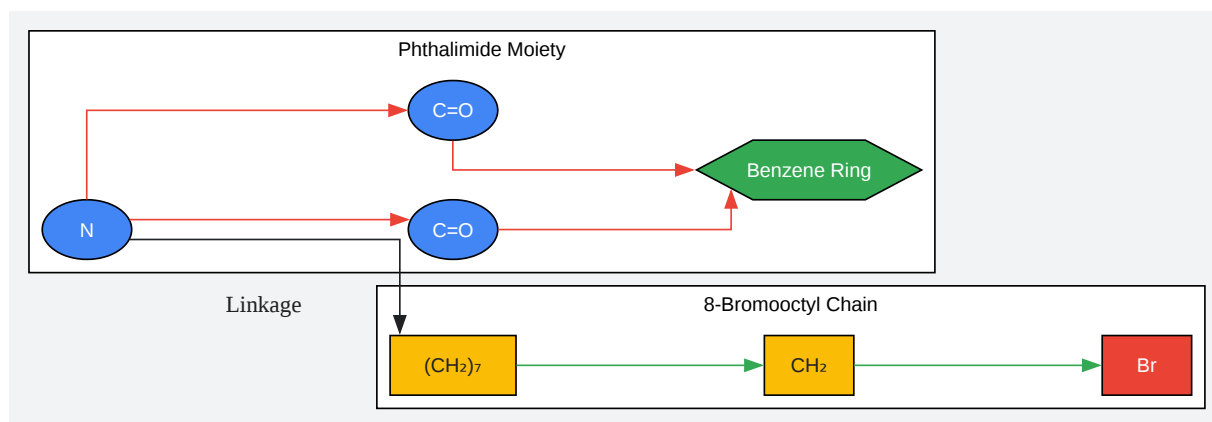 Phthalimide Moiety
C=O
Benzene Ring
N
C=O
Linkage
8-Bromooctyl Chain
(CH₂)₇
CH₂
Br